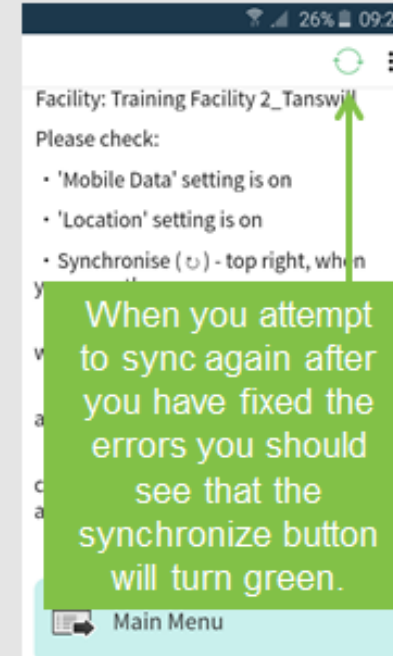 26% 09:2
Facility: Training Facility 2_Tanswill
Please check:
• 'Mobile Data' setting is on
• 'Location' setting is on
• Synchronise (↻) - top right, when
When you attempt
to sync again after
you have fixed the
errors you should
see that the
synchronize button
will turn green.
Main Menu